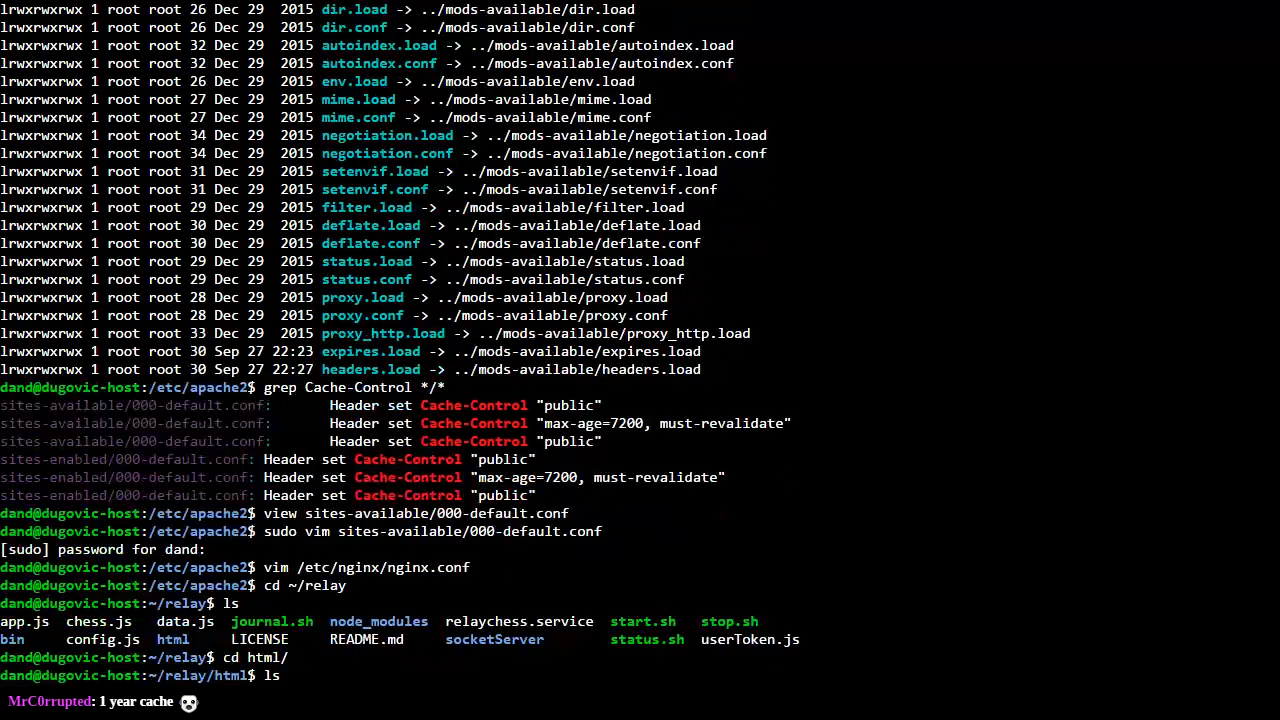 lrwxrwxrwx 1 root root 26 Dec 29  2015 dir.load -> ../mods-available/dir.load
lrwxrwxrwx 1 root root 26 Dec 29  2015 dir.conf -> ../mods-available/dir.conf
lrwxrwxrwx 1 root root 32 Dec 29  2015 autoindex.load -> ../mods-available/autoindex.load
lrwxrwxrwx 1 root root 32 Dec 29  2015 autoindex.conf -> ../mods-available/autoindex.conf
lrwxrwxrwx 1 root root 26 Dec 29  2015 env.load -> ../mods-available/env.load
lrwxrwxrwx 1 root root 27 Dec 29  2015 mime.load -> ../mods-available/mime.load
lrwxrwxrwx 1 root root 27 Dec 29  2015 mime.conf -> ../mods-available/mime.conf
lrwxrwxrwx 1 root root 34 Dec 29  2015 negotiation.load -> ../mods-available/negotiation.load
lrwxrwxrwx 1 root root 34 Dec 29  2015 negotiation.conf -> ../mods-available/negotiation.conf
lrwxrwxrwx 1 root root 31 Dec 29  2015 setenvif.load -> ../mods-available/setenvif.load
lrwxrwxrwx 1 root root 31 Dec 29  2015 setenvif.conf -> ../mods-available/setenvif.conf
lrwxrwxrwx 1 root root 29 Dec 29  2015 filter.load -> ../mods-available/filter.load
lrwxrwxrwx 1 root root 30 Dec 29  2015 deflate.load -> ../mods-available/deflate.load
lrwxrwxrwx 1 root root 30 Dec 29  2015 deflate.conf -> ../mods-available/deflate.conf
lrwxrwxrwx 1 root root 29 Dec 29  2015 status.load -> ../mods-available/status.load
lrwxrwxrwx 1 root root 29 Dec 29  2015 status.conf -> ../mods-available/status.conf
lrwxrwxrwx 1 root root 28 Dec 29  2015 proxy.load -> ../mods-available/proxy.load
lrwxrwxrwx 1 root root 28 Dec 29  2015 proxy.conf -> ../mods-available/proxy.conf
lrwxrwxrwx 1 root root 33 Dec 29  2015 proxy_http.load -> ../mods-available/proxy_http.load
lrwxrwxrwx 1 root root 30 Sep 27 22:23 expires.load -> ../mods-available/expires.load
lrwxrwxrwx 1 root root 30 Sep 27 22:27 headers.load -> ../mods-available/headers.load
dand@dugovic-host:/etc/apache2$ grep Cache-Control */*
sites-available/000-default.conf:       Header set Cache-Control "public"
sites-available/000-default.conf:       Header set Cache-Control "max-age=7200, must-revalidate"
sites-available/000-default.conf:       Header set Cache-Control "public"
sites-enabled/000-default.conf: Header set Cache-Control "public"
sites-enabled/000-default.conf: Header set Cache-Control "max-age=7200, must-revalidate"
sites-enabled/000-default.conf: Header set Cache-Control "public"
dand@dugovic-host:/etc/apache2$ view sites-available/000-default.conf
dand@dugovic-host:/etc/apache2$ sudo vim sites-available/000-default.conf
[sudo] password for dand:
dand@dugovic-host:/etc/apache2$ vim /etc/nginx/nginx.conf
dand@dugovic-host:/etc/apache2$ cd ~/relay
dand@dugovic-host:~/relay$ ls
app.js  chess.js   data.js  journal.sh  node_modules  relaychess.service  start.sh   stop.sh
bin     config.js  html     LICENSE     README.md     socketServer        status.sh  userToken.js
dand@dugovic-host:~/relay$ cd html/
dand@dugovic-host:~/relay/html$ ls
MrC0rrupted: 1 year cache